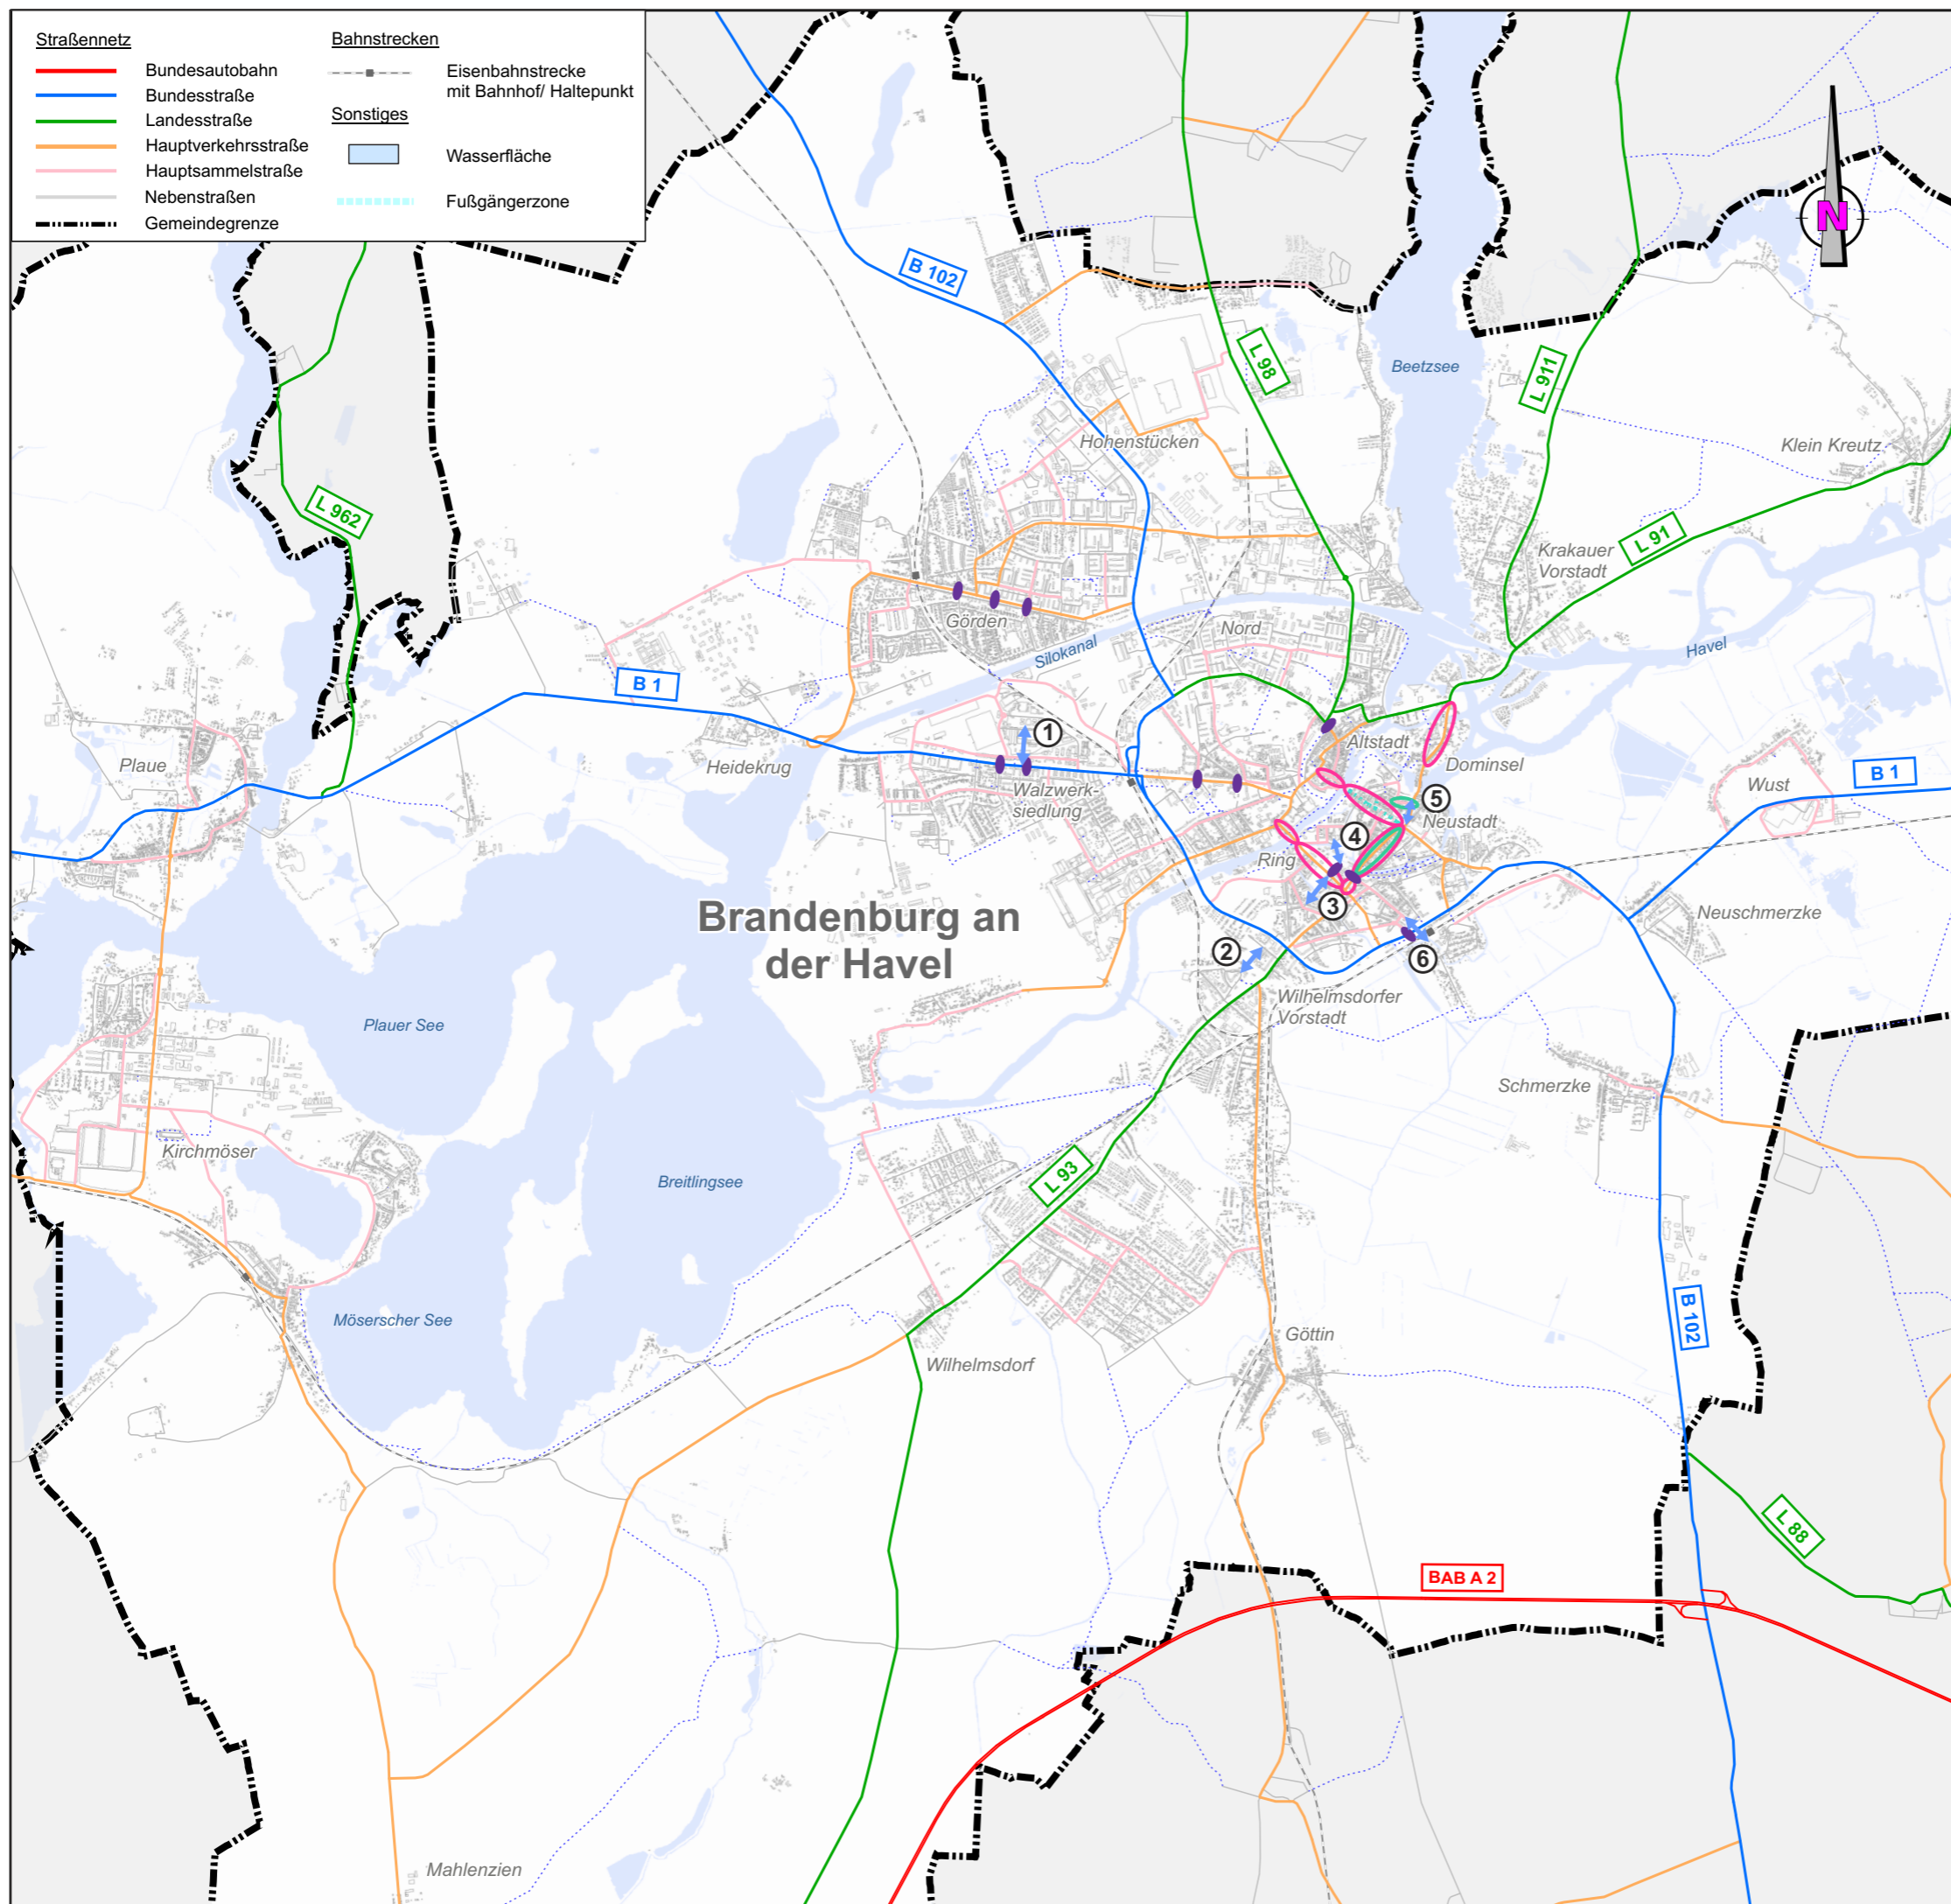 Straßennetz
Bundesautobahn
Bundesstraße
Landesstraße
Hauptverkehrsstraße
Hauptsammelstraße
Nebenstraßen
Gemeindegrenze
Bahnstrecken
Eisenbahnstrecke
mit Bahnhof/ Haltepunkt
Sonstiges
Wasserfläche
Fußgängerzone
N
B 102
L 98
Beetzsee
L 911
Klein Kreutz
Hohenstücken
L 962
L 91
Krakauer
Vorstadt
Görden
Nord
Silokanal
Havel
B 1
1
Altstadt
Plaue
Heidekrug
Dominsel
Wust
B 1
Walzwerk-
siedlung
5
Neustadt
4
Ring
3
Neuschmerzke
Brandenburg an
der Havel
2
6
Wilhelmsdorfer
Vorstadt
Plauer See
Schmerzke
Kirchmöser
L 93
Breitlingsee
Möserscher See
B 102
Göttin
Wilhelmsdorf
L 88
BAB A 2
Mahlenzien